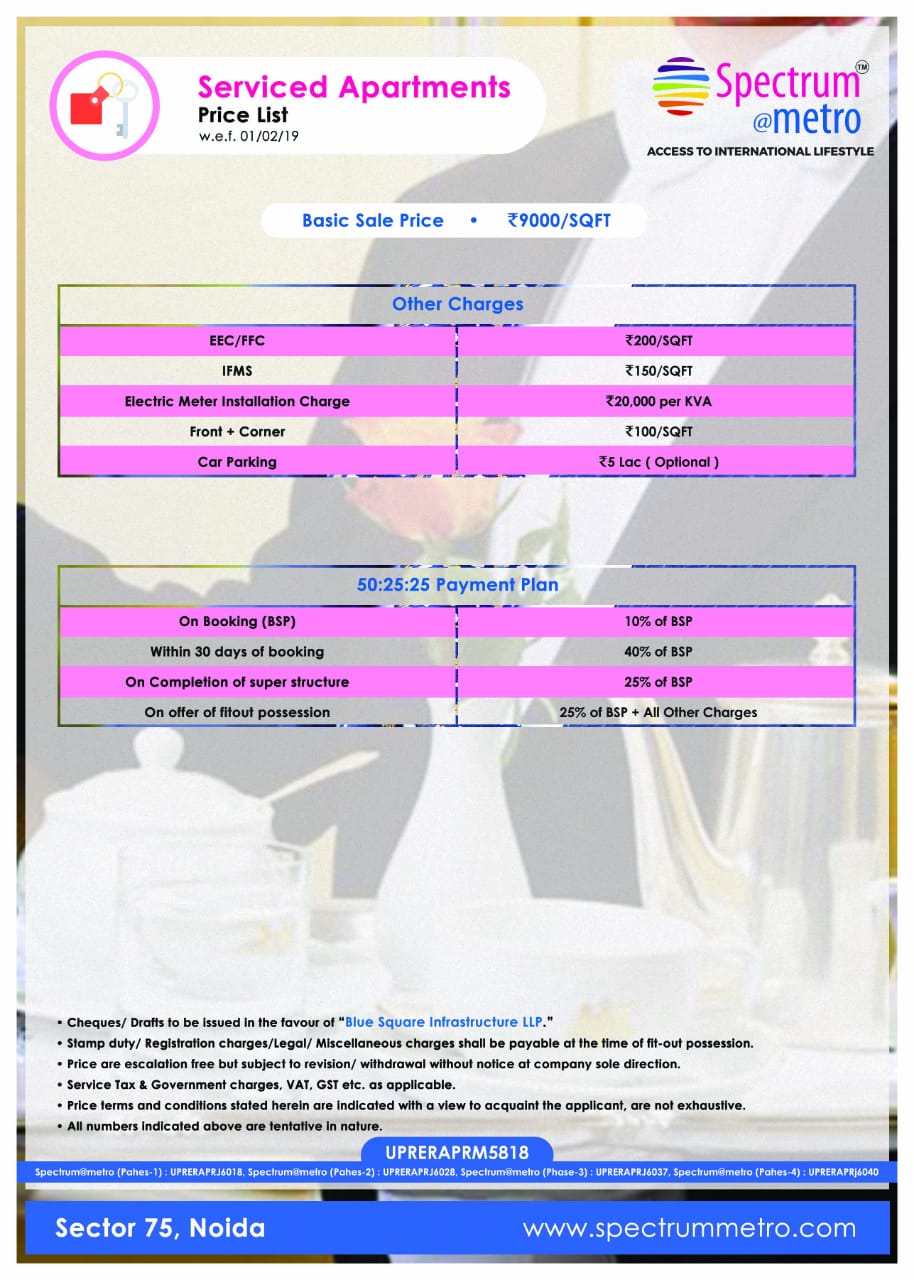 Serviced Apartments
Price List
w.e.f. 01/02/19
Spectrum™
@metro
ACCESS TO INTERNATIONAL LIFESTYLE
Basic Sale Price • ₹9000/SQFT
Other Charges
EEC/FFC ₹200/SQFT
IFMS ₹150/SQFT
Electric Meter Installation Charge ₹20,000 per KVA
Front + Corner ₹100/SQFT
Car Parking ₹5 Lac ( Optional )
50:25:25 Payment Plan
On Booking (BSP) 10% of BSP
Within 30 days of booking 40% of BSP
On Completion of super structure 25% of BSP
On offer of fitout possession 25% of BSP + All Other Charges
• Cheques/ Drafts to be issued in the favour of “Blue Square Infrastructure LLP.”
• Stamp duty/ Registration charges/Legal/ Miscellaneous charges shall be payable at the time of fit-out possession.
• Price are escalation free but subject to revision/ withdrawal without notice at company sole direction.
• Service Tax & Government charges, VAT, GST etc. as applicable.
• Price terms and conditions stated herein are indicated with a view to acquaint the applicant, are not exhaustive.
• All numbers indicated above are tentative in nature.
UPRERAPRM5818
Spectrum@metro (Pahes-1) : UPRERAPRJ6018, Spectrum@metro (Pahes-2) : UPRERAPRJ6028, Spectrum@metro (Phase-3) : UPRERAPRJ6037, Spectrum@metro (Pahes-4) : UPRERAPRJ6040
Sector 75, Noida www.spectrummetro.com